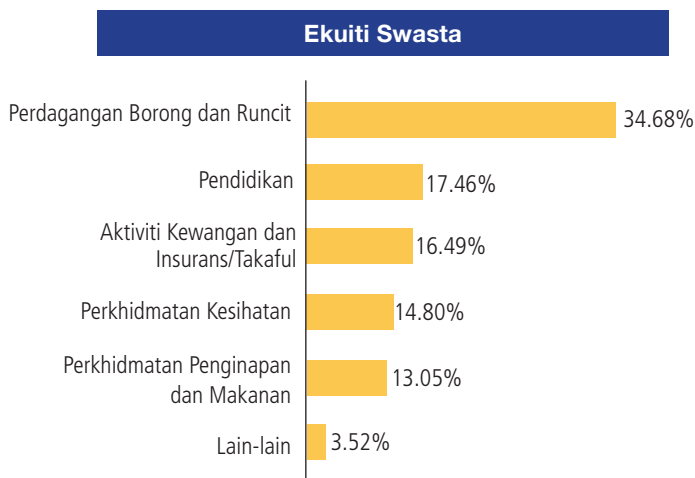 Ekuiti Swasta
Perdagangan Borong dan Runcit
34.68%
Pendidikan
17.46%
Aktiviti Kewangan dan
Insurans/Takaful
16.49%
Perkhidmatan Kesihatan
14.80%
Perkhidmatan Penginapan
dan Makanan
13.05%
Lain-lain
3.52%